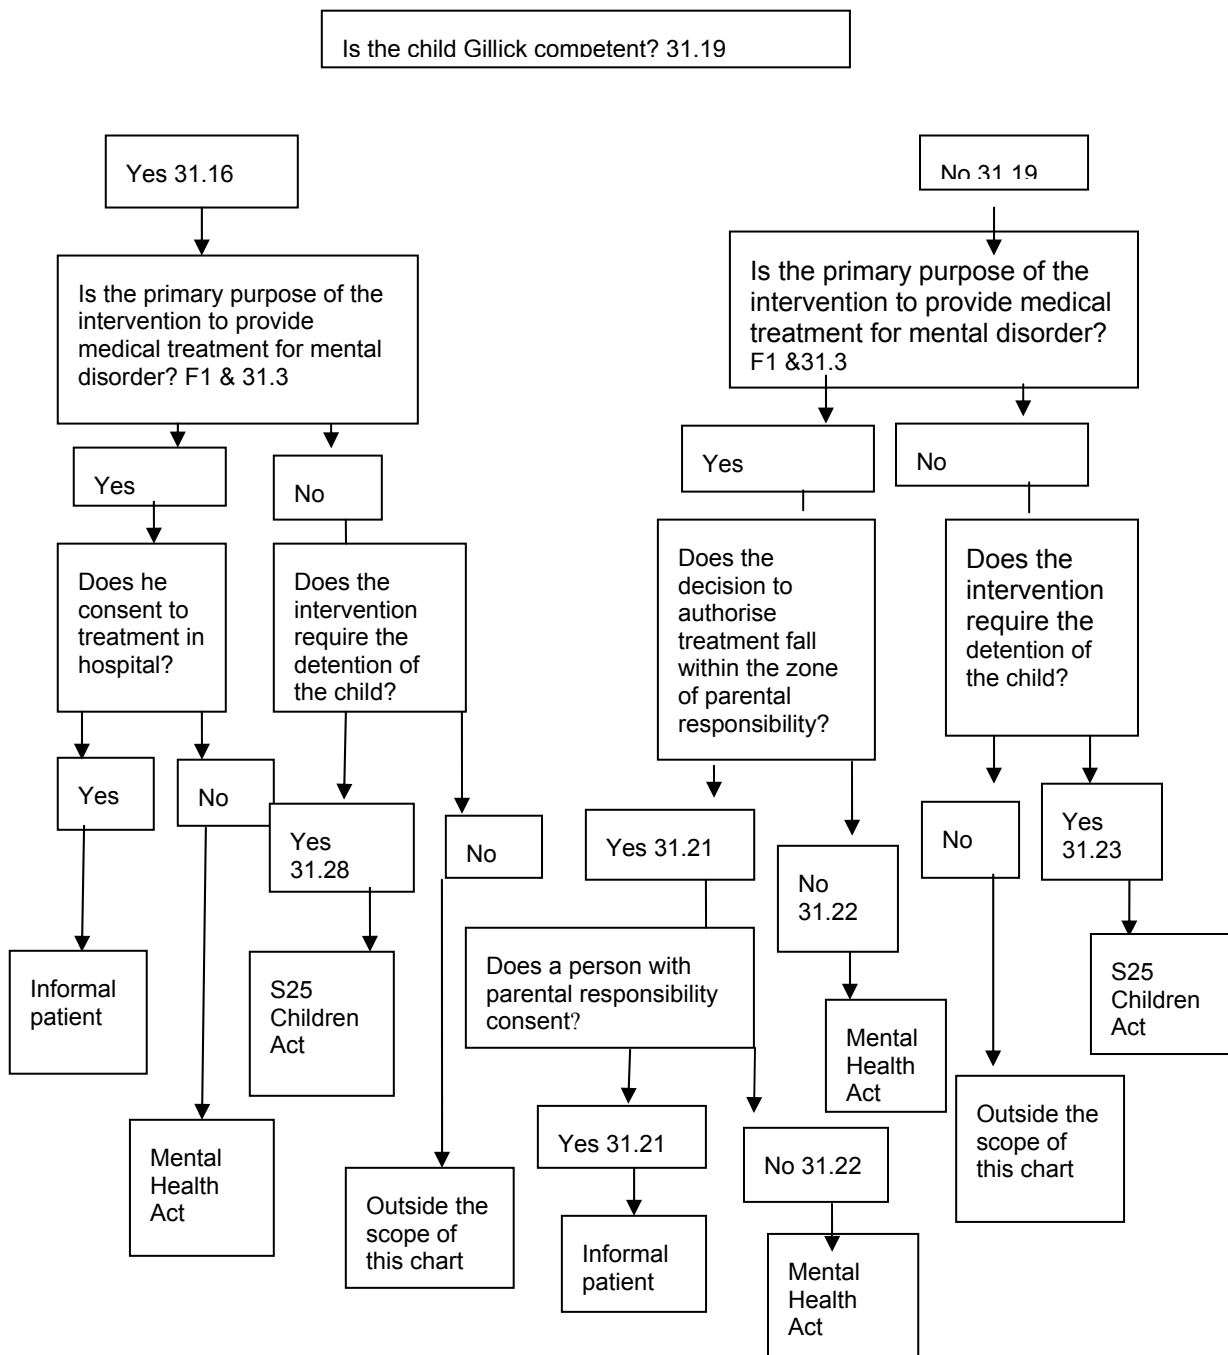 Is the child Gillick competent? 31.19
Yes 31.16
No 31.19
Is the primary purpose of the
intervention to provide
medical treatment for mental
disorder? F1 & 31.3
Is the primary purpose of the
intervention to provide medical
treatment for mental disorder?
F1 &31.3
Yes
No
Yes
No
Does he
consent to
treatment in
hospital?
Does the
intervention
require the
detention of
the child?
Does the
decision to
authorise
treatment fall
within the zone
of parental
responsibility?
Does the
intervention
require the
detention of
the child?
Yes
No
Yes
31.28
No
Yes 31.21
No
31.22
No
Yes
31.23
Informal
patient
S25
Children
Act
Does a person with
parental responsibility
consent?
Mental
Health
Act
S25
Children
Act
Mental
Health
Act
Outside the
scope of
this chart
Yes 31.21
No 31.22
Outside the
scope of
this chart
Informal
patient
Mental
Health
Act